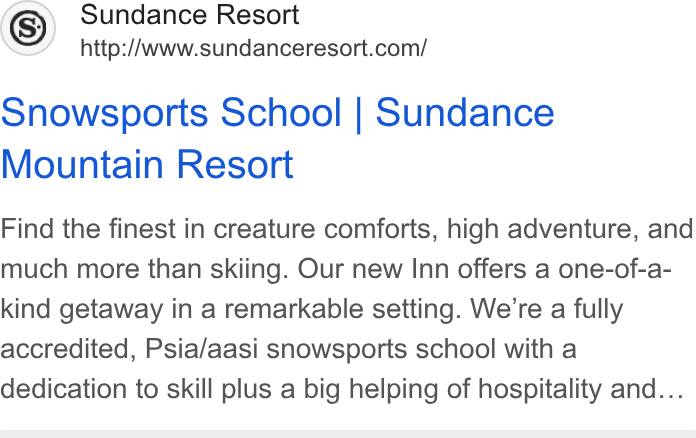 S
Sundance Resort
http://www.sundanceresort.com/
Snowsports School | Sundance
Mountain Resort
Find the finest in creature comforts, high adventure, and
much more than skiing. Our new Inn offers a one-of-a-
kind getaway in a remarkable setting. We’re a fully
accredited, Psia/aasi snowsports school with a
dedication to skill plus a big helping of hospitality and…